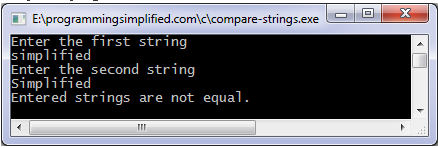 E:\programmingsimplified.com\c\compare-strings.exe
Enter the first string
simplified
Enter the second string
Simplified
Entered strings are not equal.